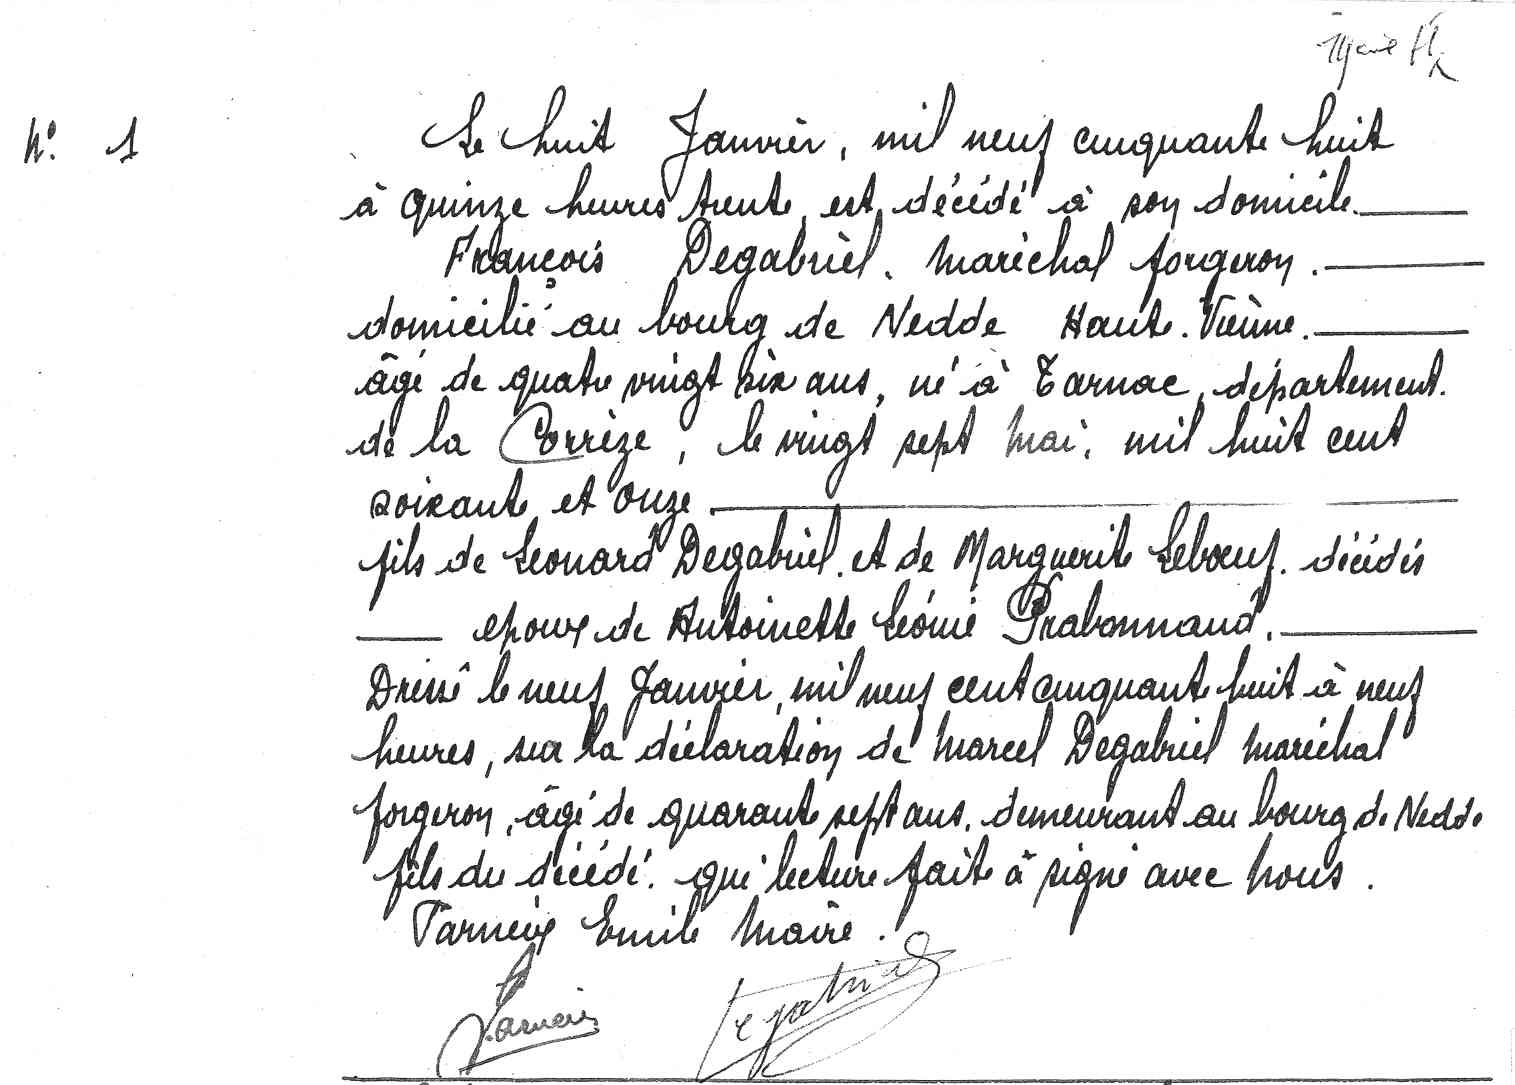 N° 1
Le huit Janvier, mil neuf cinquante huit
à quinze heures trente, est décédé à son domicile.
François Degabriel, Maréchal forgeron.
domicilié au bourg de Nedde Haute-Vienne.
âgé de quatre vingt six ans, né à Tarnac, département
de la Corrèze, le vingt sept Mai, mil huit cent
soixante et onze
fils de Léonard Degabriel. et de Marguerite Lebœuf. décédés
époux de Antoinette Léonie Prabonnaud.
Dressé le neuf Janvier, mil neuf cent cinquante huit à neuf
heures, sur la déclaration de Marcel Degabriel Maréchal
forgeron, âgé de quarante sept ans. demeurant au bourg de Nedde
fils du décédé. qui lecture faite à signé avec Nous.
Tarneix Emile Maire.
Tarneix Degabriel